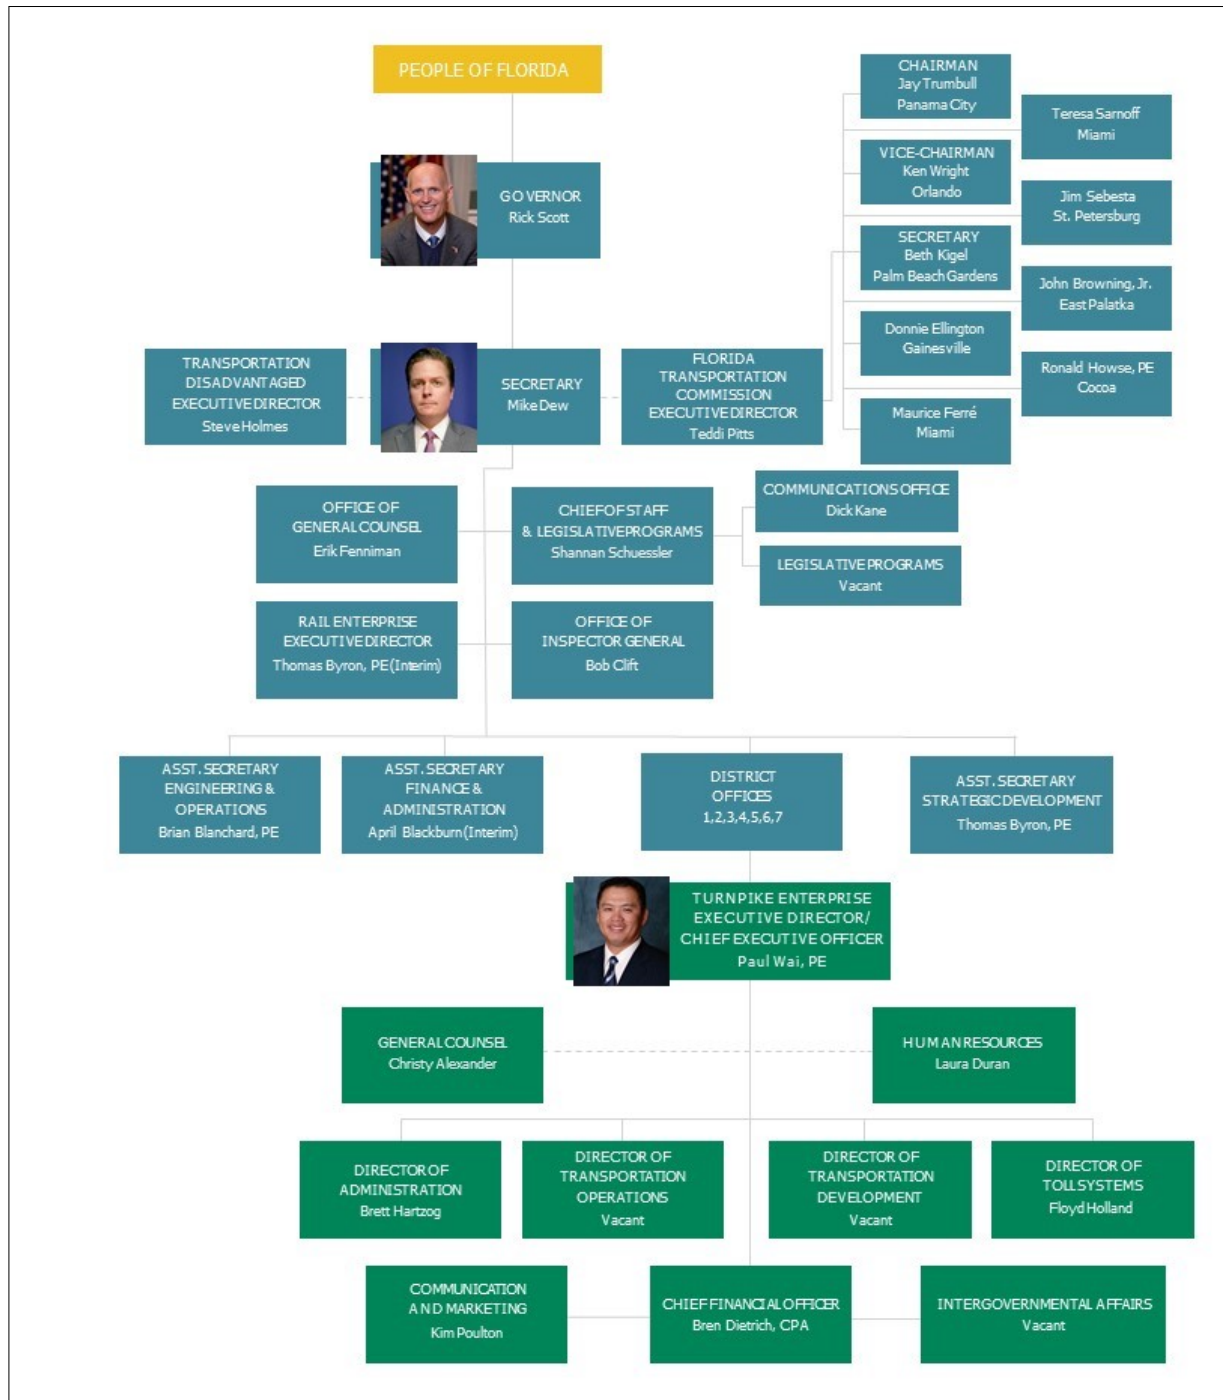 PEOPLE OF FLORIDA
GOVERNOR
Rick Scott
CHAIRMAN
Jay Trumbull
Panama City
Teresa Sarnoff
Miami
VICE-CHAIRMAN
Ken Wright
Orlando
Jim Sebesta
St. Petersburg
SECRETARY
Beth Kigel
Palm Beach Gardens
John Browning, Jr.
East Palatka
Donnie Ellington
Gainesville
Ronald Howse, PE
Cocoa
Maurice Ferré
Miami
TRANSPORTATION
DISADVANTAGED
EXECUTIVE DIRECTOR
Steve Holmes
SECRETARY
Mike Dew
FLORIDA
TRANSPORTATION
COMMISSION
EXECUTIVE DIRECTOR
Teddi Pitts
OFFICE OF
GENERAL COUNSEL
Erik Fenniman
CHIEF OF STAFF
& LEGISLATIVE PROGRAMS
Shannan Schuessler
COMMUNICATIONS OFFICE
Dick Kane
LEGISLATIVE PROGRAMS
Vacant
RAIL ENTERPRISE
EXECUTIVE DIRECTOR
Thomas Byron, PE (Interim)
OFFICE OF
INSPECTOR GENERAL
Bob Clift
ASST. SECRETARY
ENGINEERING &
OPERATIONS
Brian Blanchard, PE
ASST. SECRETARY
FINANCE &
ADMINISTRATION
April Blackburn (Interim)
DISTRICT
OFFICES
1,2,3,4,5,6,7
ASST. SECRETARY
STRATEGIC DEVELOPMENT
Thomas Byron, PE
TURNPIKE ENTERPRISE
EXECUTIVE DIRECTOR/
CHIEF EXECUTIVE OFFICER
Paul Wai, PE
GENERAL COUNSEL
Christy Alexander
HUMAN RESOURCES
Laura Duran
DIRECTOR OF
ADMINISTRATION
Brett Hartzog
DIRECTOR OF
TRANSPORTATION
OPERATIONS
Vacant
DIRECTOR OF
TRANSPORTATION
DEVELOPMENT
Vacant
DIRECTOR OF
TOLL SYSTEMS
Floyd Holland
COMMUNICATION
AND MARKETING
Kim Poulton
CHIEF FINANCIAL OFFICER
Bren Dietrich, CPA
INTERGOVERNMENTAL AFFAIRS
Vacant